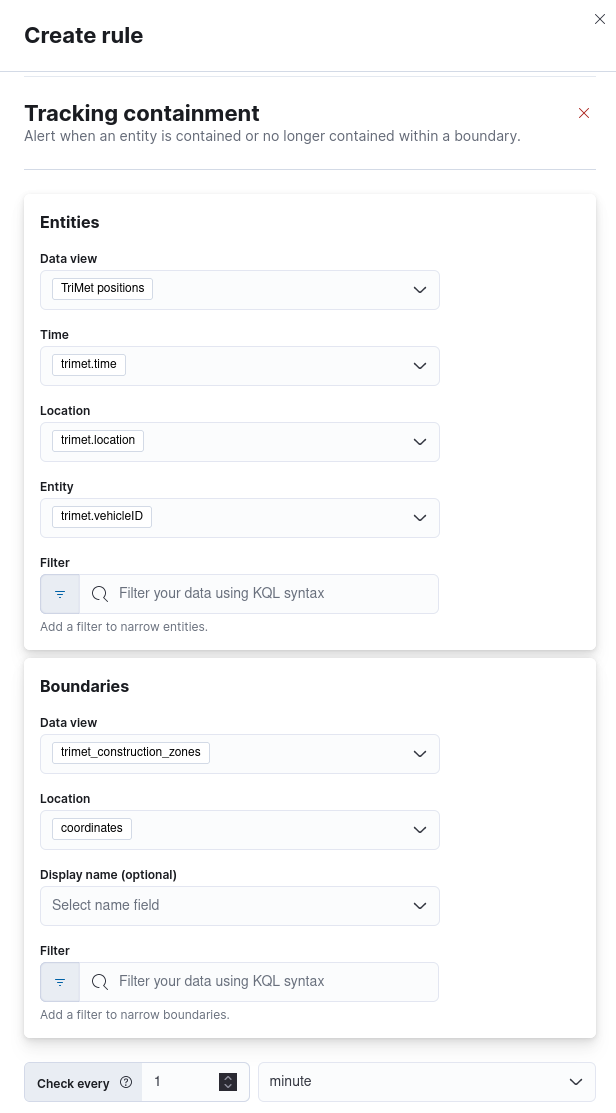 Create rule
Tracking containment
Alert when an entity is contained or no longer contained within a boundary.
Entities
Data view
TriMet positions
Time
trimet.time
Location
trimet.location
Entity
trimet.vehicleID
Filter
Filter your data using KQL syntax
Add a filter to narrow entities.
Boundaries
Data view
trimet_construction_zones
Location
coordinates
Display name (optional)
Select name field
Filter
Filter your data using KQL syntax
Add a filter to narrow boundaries.
Check every 1 minute